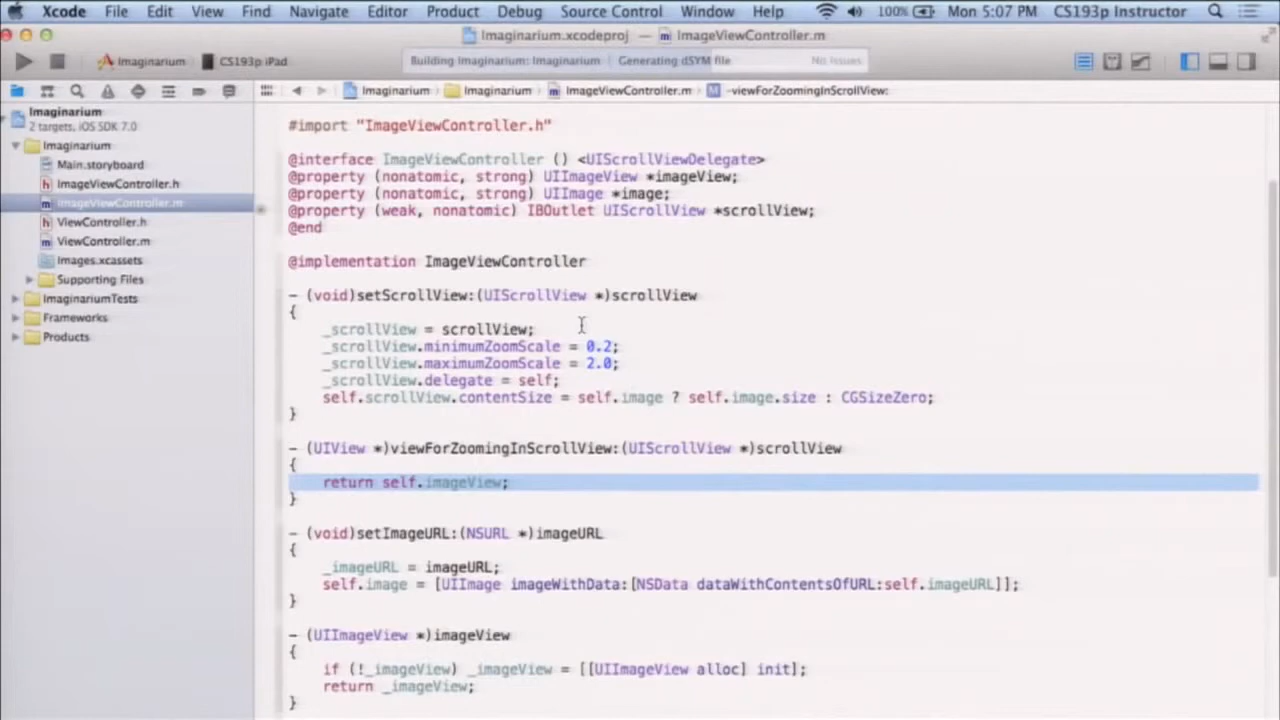 Xcode File Edit View Find Navigate Editor Product Debug Source Control Window Help 100% Mon 5:07 PM CS193p Instructor
Imaginarium.xcodeproj — ImageViewController.m
Imaginarium CS193p iPad Building Imaginarium: Imaginarium Generating dSYM file No Issues
Imaginarium Imaginarium ImageViewController.m -viewForZoomingInScrollView:
Imaginarium
2 targets, iOS SDK 7.0
Imaginarium
Main.storyboard
ImageViewController.h
ImageViewController.m
ViewController.h
ViewController.m
Images.xcassets
Supporting Files
ImaginariumTests
Frameworks
Products
#import "ImageViewController.h"
@interface ImageViewController () <UIScrollViewDelegate>
@property (nonatomic, strong) UIImageView *imageView;
@property (nonatomic, strong) UIImage *image;
@property (weak, nonatomic) IBOutlet UIScrollView *scrollView;
@end
@implementation ImageViewController
- (void)setScrollView:(UIScrollView *)scrollView
{
_scrollView = scrollView;
_scrollView.minimumZoomScale = 0.2;
_scrollView.maximumZoomScale = 2.0;
_scrollView.delegate = self;
self.scrollView.contentSize = self.image ? self.image.size : CGSizeZero;
}
- (UIView *)viewForZoomingInScrollView:(UIScrollView *)scrollView
{
return self.imageView;
}
- (void)setImageURL:(NSURL *)imageURL
{
_imageURL = imageURL;
self.image = [UIImage imageWithData:[NSData dataWithContentsOfURL:self.imageURL]];
}
- (UIImageView *)imageView
{
if (!_imageView) _imageView = [[UIImageView alloc] init];
return _imageView;
}